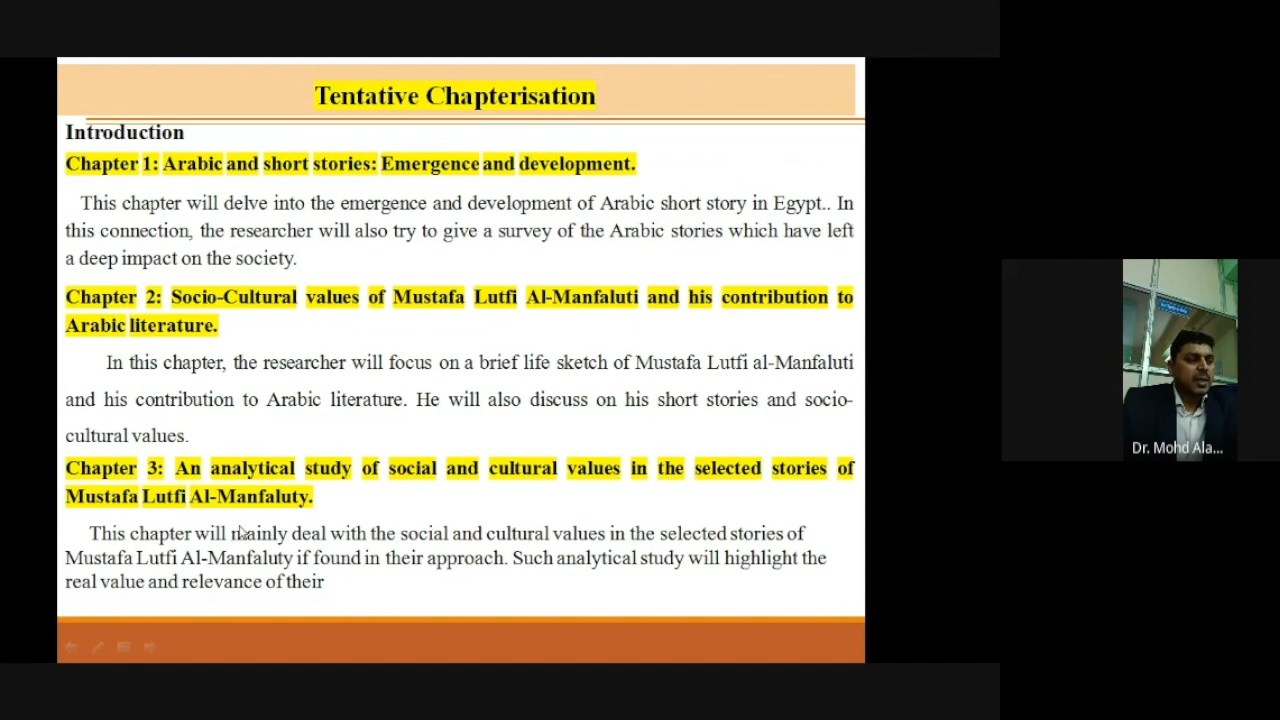 Tentative Chapterisation
Introduction
Chapter 1: Arabic and short stories: Emergence and development.
This chapter will delve into the emergence and development of Arabic short story in Egypt.. In
this connection, the researcher will also try to give a survey of the Arabic stories which have left
a deep impact on the society.
Chapter 2: Socio-Cultural values of Mustafa Lutfi Al-Manfaluti and his contribution to
Arabic literature.
In this chapter, the researcher will focus on a brief life sketch of Mustafa Lutfi al-Manfaluti
and his contribution to Arabic literature. He will also discuss on his short stories and socio-
cultural values.
Chapter 3: An analytical study of social and cultural values in the selected stories of
Mustafa Lutfi Al-Manfaluty.
This chapter will mainly deal with the social and cultural values in the selected stories of
Mustafa Lutfi Al-Manfaluty if found in their approach. Such analytical study will highlight the
real value and relevance of their
Dr. Mohd Ala...